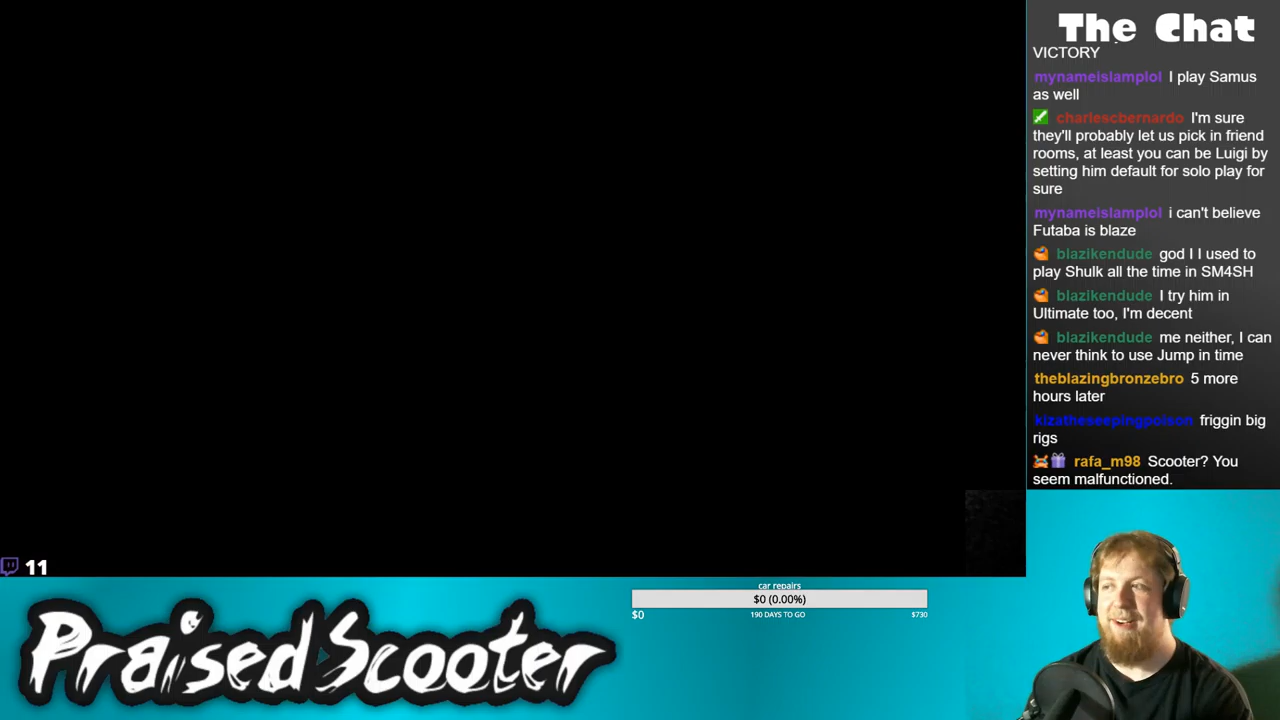 The Chat
VICTORY
mynameislamplol I play Samus
as well
charlescbernardo I'm sure
they'll probably let us pick in friend
rooms, at least you can be Luigi by
setting him default for solo play for
sure
mynameislamplol i can't believe
Futaba is blaze
blazikendude god I I used to
play Shulk all the time in SM4SH
blazikendude I try him in
Ultimate too, I'm decent
blazikendude me neither, I can
never think to use Jump in time
theblazingbronzebro 5 more
hours later
kizatheseepingpoison friggin big
rigs
rafa_m98 Scooter? You
seem malfunctioned.
11
car repairs
$0 (0.00%)
$0 190 DAYS TO GO $730
PraisedScooter